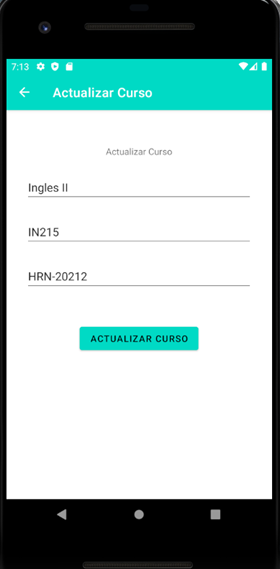 7:13
Actualizar Curso
Actualizar Curso
Ingles II
IN215
HRN-20212
ACTUALIZAR CURSO